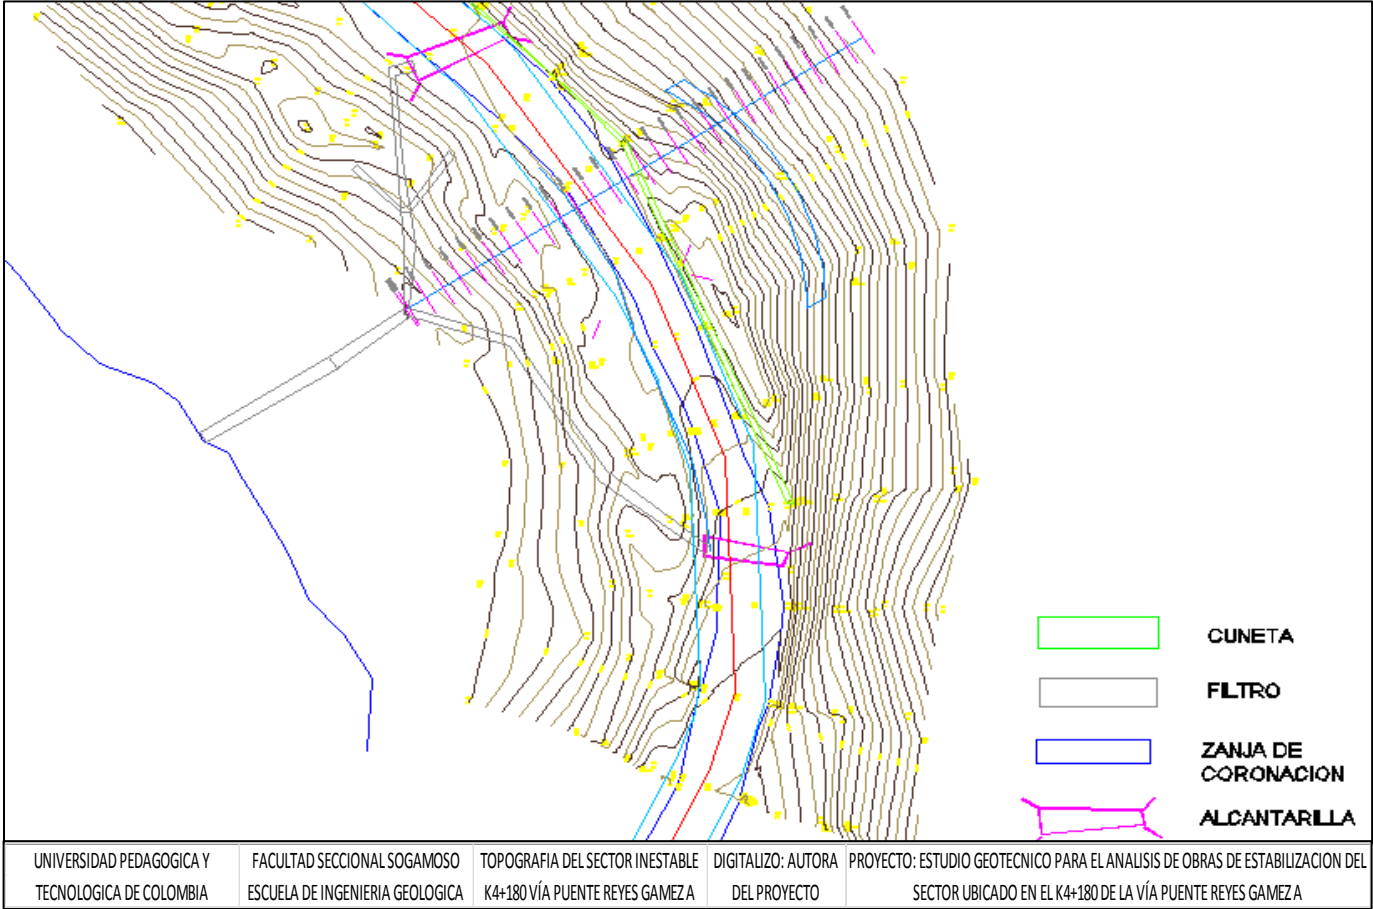 CUNETA
FILTRO
ZANJA DE
CORONACION
ALCANTARILLA
UNIVERSIDAD PEDAGOGICA Y
TECNOLOGICA DE COLOMBIA
FACULTAD SECCIONAL SOGAMOSO
ESCUELA DE INGENIERIA GEOLOGICA
TOPOGRAFIA DEL SECTOR INESTABLE
K4+180 VÍA PUENTE REYES GAMEZA
DIGITALIZO: AUTORA
DEL PROYECTO
PROYECTO: ESTUDIO GEOTECNICO PARA EL ANALISIS DE OBRAS DE ESTABILIZACION DEL
SECTOR UBICADO EN EL K4+180 DE LA VÍA PUENTE REYES GAMEZA